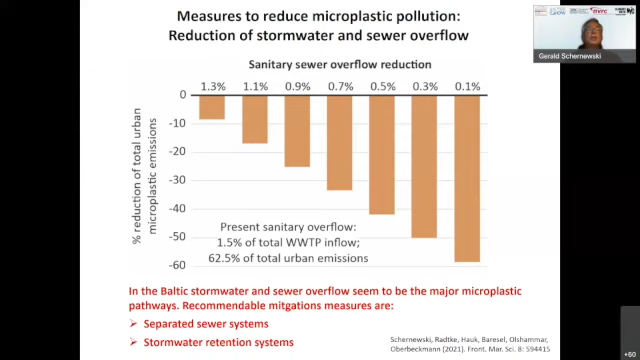 Measures to reduce microplastic pollution:
Reduction of stormwater and sewer overflow
Gerald Schernewski
Sanitary sewer overflow reduction
1.3% 1.1% 0.9% 0.7% 0.5% 0.3% 0.1%
% reduction of total urban
microplastic emissions
0
-10
-20
-30
-40
-50
-60
Present sanitary overflow:
1.5% of total WWTP inflow;
62.5% of total urban emissions
In the Baltic stormwater and sewer overflow seem to be the major microplastic
pathways. Recommendable mitgations measures are:
➢ Separated sewer systems
➢ Stormwater retention systems
Schernewski, Radtke, Hauk, Baresel, Olshammar,
Oberbeckmann [2021]. Front. Mar. Sci. 8: 594415
+60